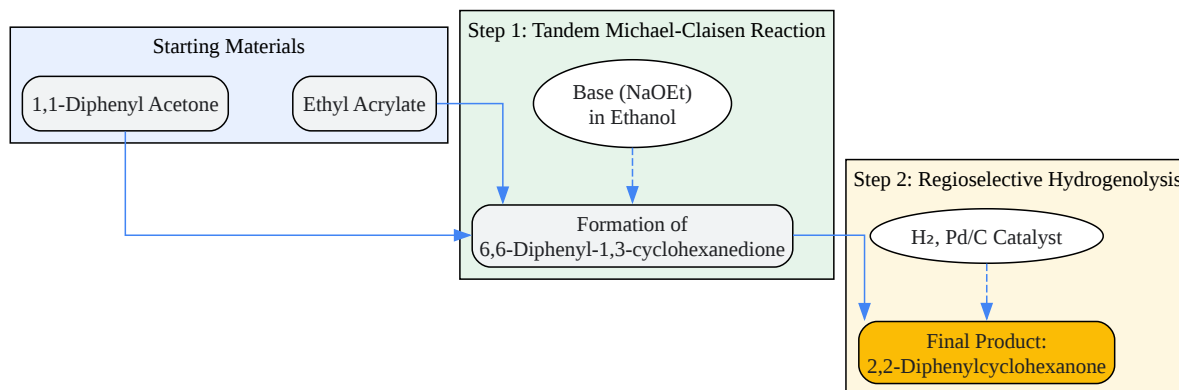 Starting Materials
1,1-Diphenyl Acetone
Ethyl Acrylate
Step 1: Tandem Michael-Claisen Reaction
Base (NaOEt)
in Ethanol
Formation of
6,6-Diphenyl-1,3-cyclohexanedione
Step 2: Regioselective Hydrogenolysis
H₂, Pd/C Catalyst
Final Product:
2,2-Diphenylcyclohexanone